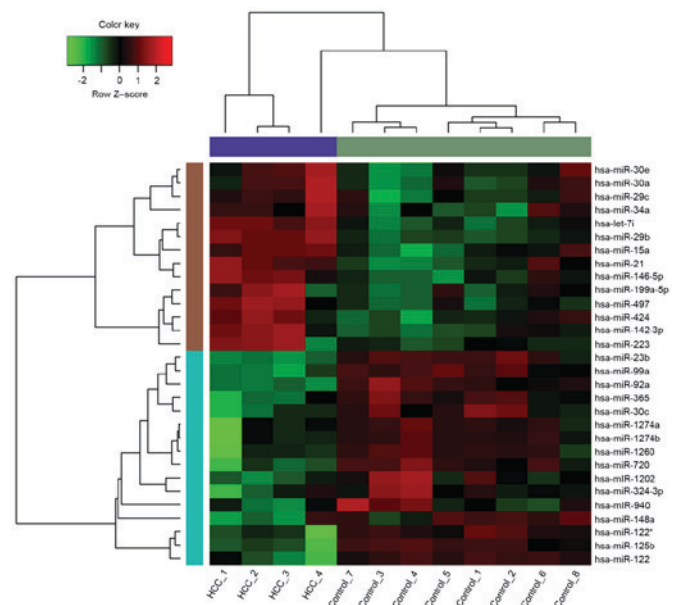 Color key
-2 0 2
Row Z-score
hsa-miR-30e
hsa-miR-30a
hsa-miR-29c
hsa-miR-34a
hsa-let-7i
hsa-miR-29b
hsa-miR-15a
hsa-miR-21
hsa-miR-146-5p
hsa-miR-199a-5p
hsa-miR-497
hsa-miR-424
hsa-miR-142-3p
hsa-miR-223
hsa-miR-23b
hsa-miR-99a
hsa-miR-92a
hsa-miR-365
hsa-miR-30c
hsa-miR-1274a
hsa-miR-1274b
hsa-miR-1260
hsa-miR-720
hsa-miR-1202
hsa-miR-324-3p
hsa-miR-940
hsa-miR-148a
hsa-miR-122*
hsa-miR-125b
hsa-miR-122
HCC_1 HCC_2 HCC_3 HCC_4 Control_7 Control_3 Control_4 Control_5 Control_1 Control_2 Control_6 Control_8